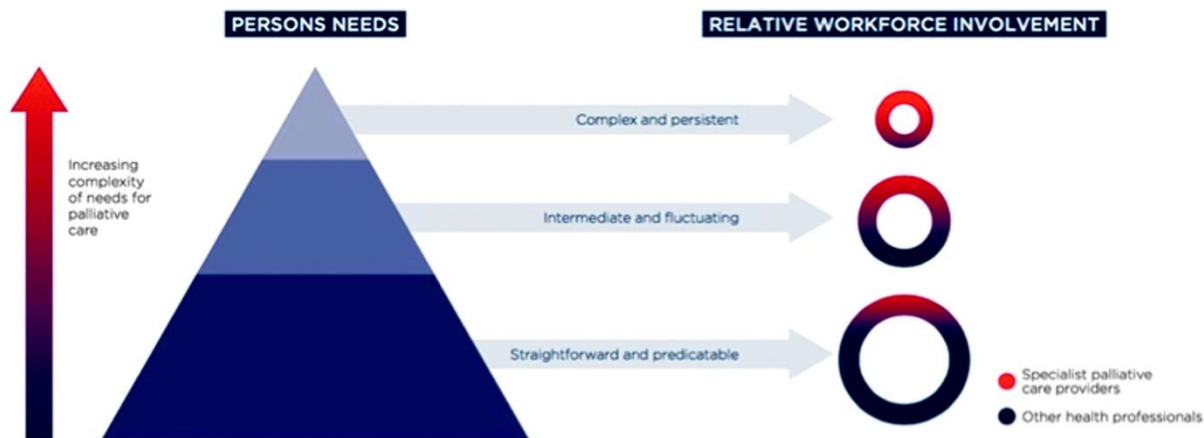 PERSONS NEEDS
RELATIVE WORKFORCE INVOLVEMENT
Increasing
complexity
of needs for
palliative
care
Complex and persistent
Intermediate and fluctuating
Straightforward and predicatable
Specialist palliative
care providers
Other health professionals